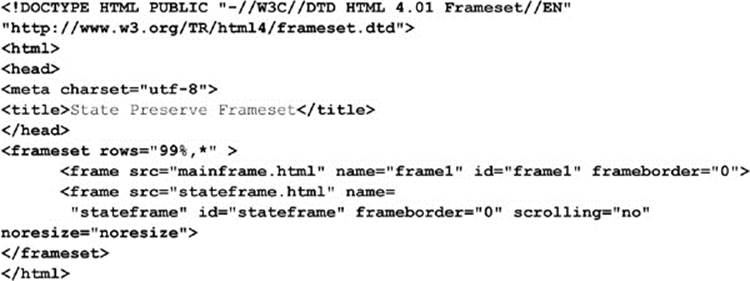 <!DOCTYPE HTML PUBLIC "-//W3C//DTD HTML 4.01 Frameset//EN"
"http://www.w3.org/TR/html4/frameset.dtd">
<html>
<head>
<meta charset="utf-8">
<title>State Preserve Frameset</title>
</head>
<frameset rows="99%,*" >
<frame src="mainframe.html" name="frame1" id="frame1" frameborder="0">
<frame src="stateframe.html" name=
"stateframe" id="stateframe" frameborder="0" scrolling="no"
noresize="noresize">
</frameset>
</html>